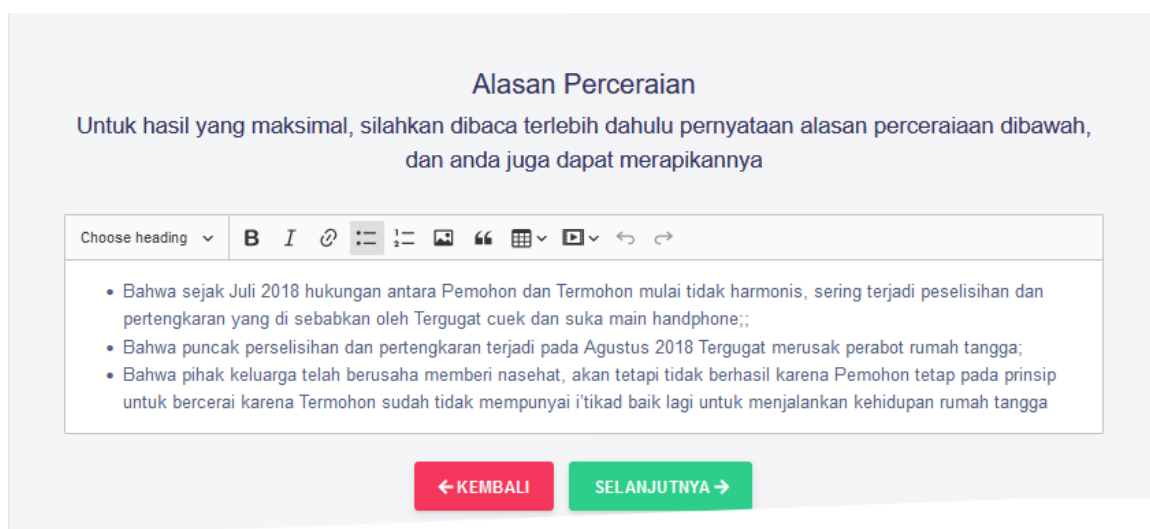 Alasan Perceraian
Untuk hasil yang maksimal, silahkan dibaca terlebih dahulu pernyataan alasan perceraiaan dibawah,
dan anda juga dapat merapikannya
Choose heading
• Bahwa sejak Juli 2018 hukungan antara Pemohon dan Termohon mulai tidak harmonis, sering terjadi peselisihan dan
pertengkaran yang di sebabkan oleh Tergugat cuek dan suka main handphone;;
• Bahwa puncak perselisihan dan pertengkaran terjadi pada Agustus 2018 Tergugat merusak perabot rumah tangga;
• Bahwa pihak keluarga telah berusaha memberi nasehat, akan tetapi tidak berhasil karena Pemohon tetap pada prinsip
untuk bercerai karena Termohon sudah tidak mempunyai i'tikad baik lagi untuk menjalankan kehidupan rumah tangga
←KEMBALI
SELANJUTNYA→